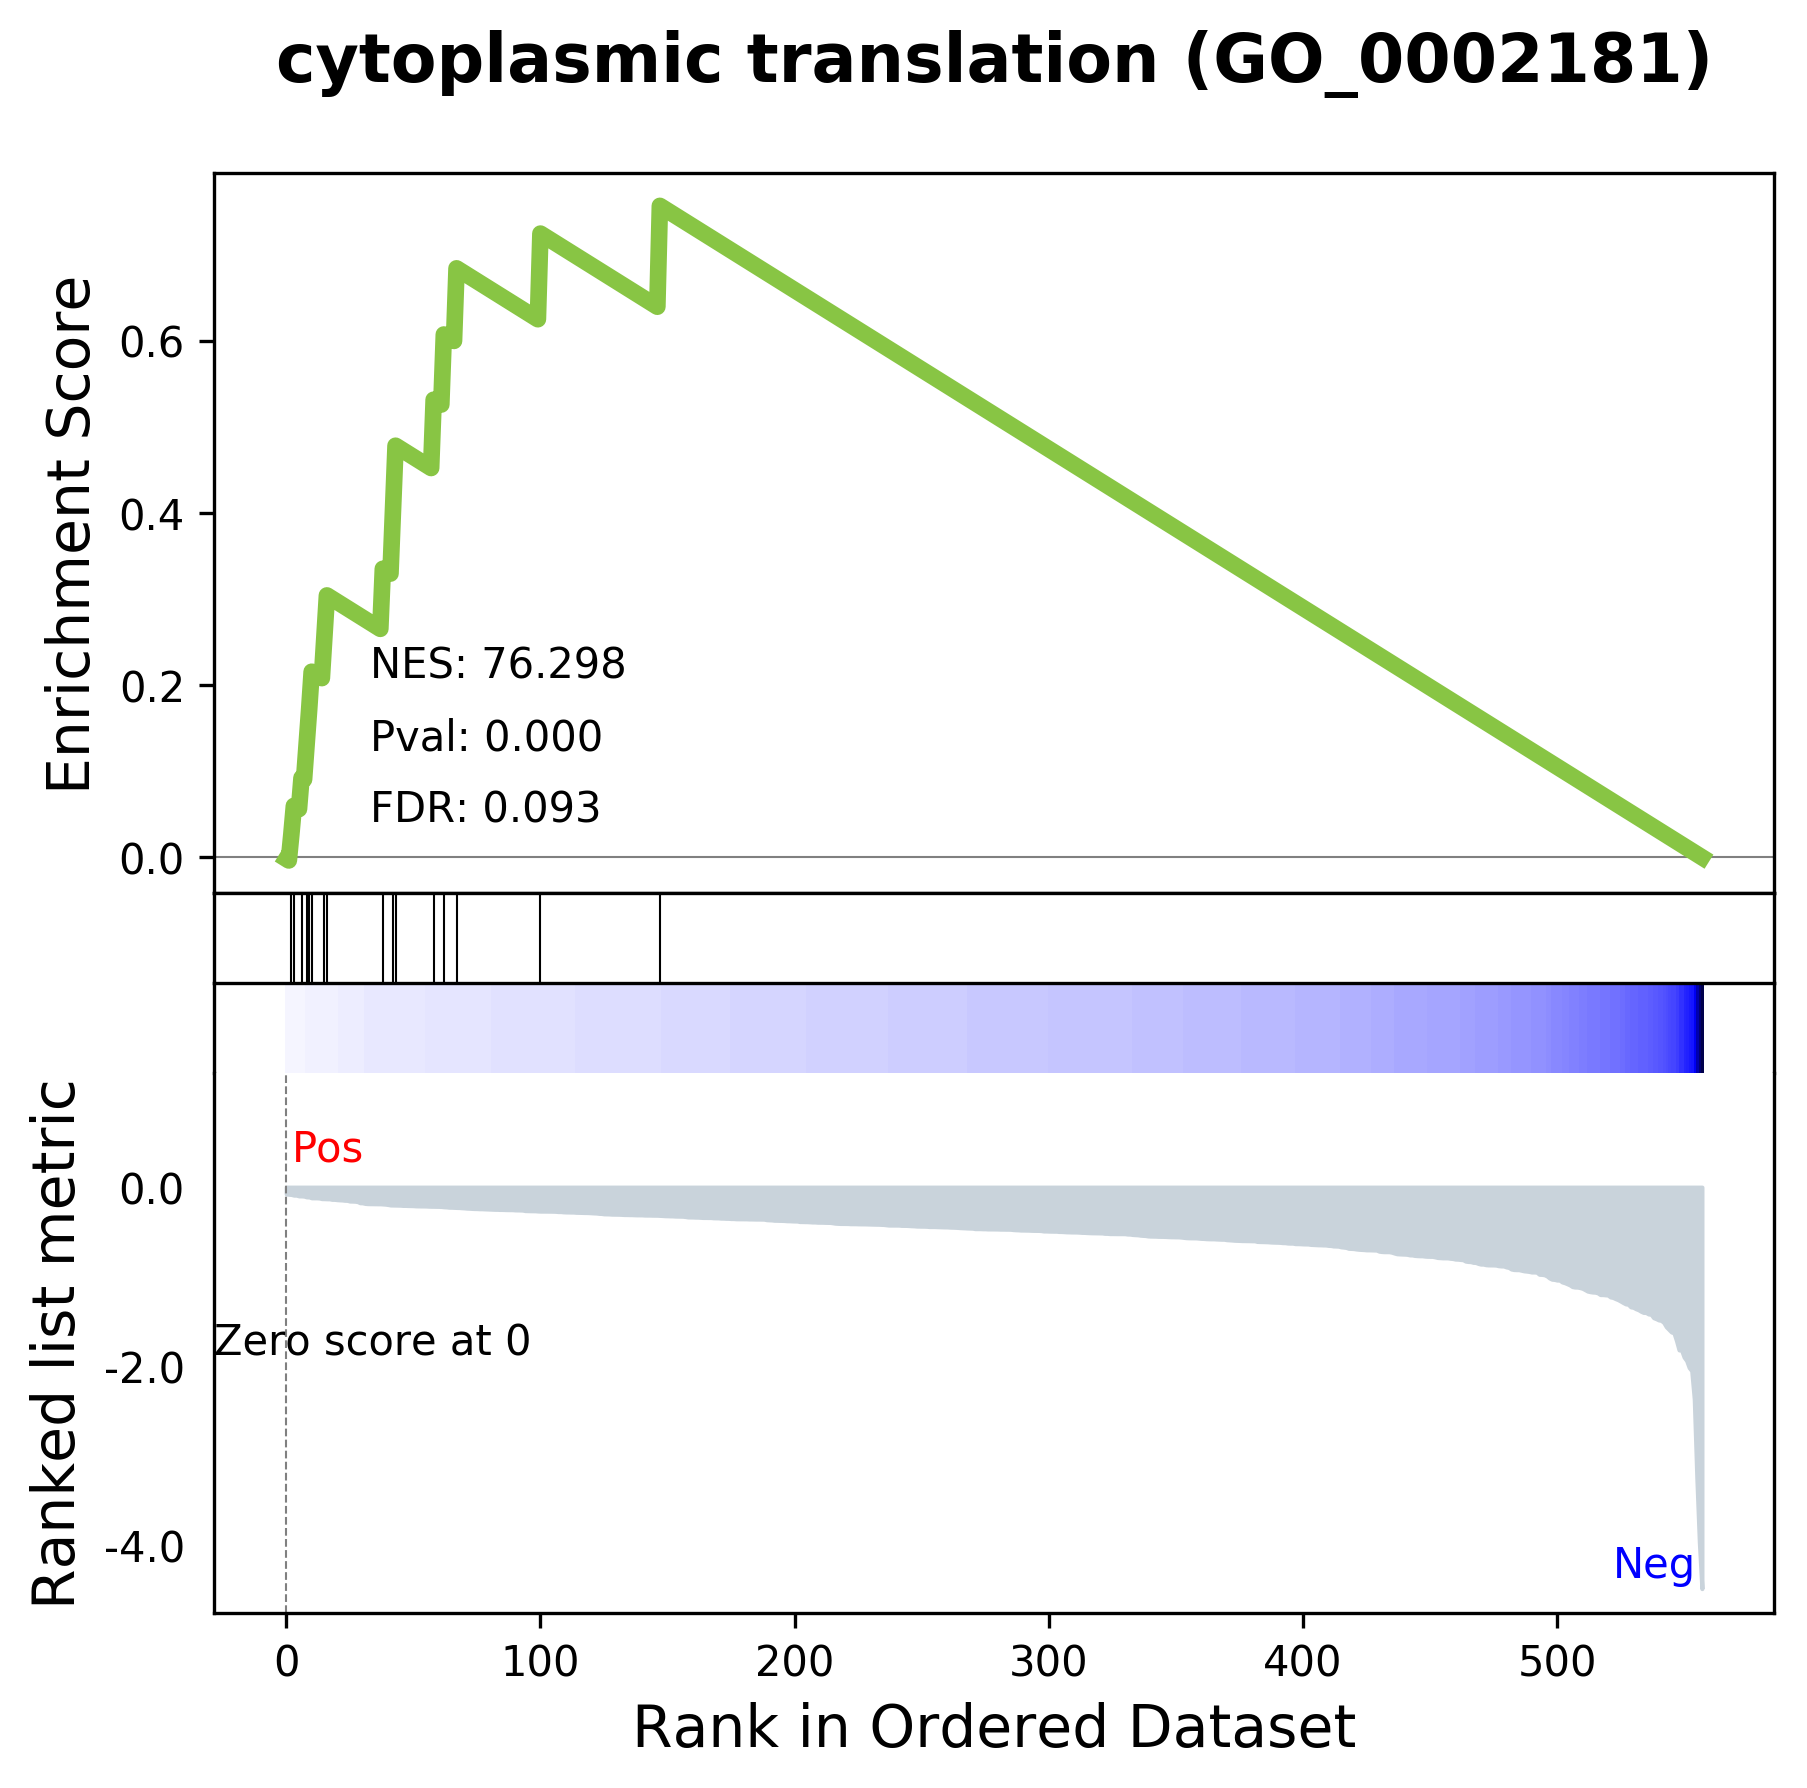 cytoplasmic translation (GO_0002181)
Enrichment Score
0.6
0.4
0.2
0.0
NES: 76.298
Pval: 0.000
FDR: 0.093
Ranked list metric
Pos
0.0
Zero score at 0
-2.0
-4.0
Neg
0 100 200 300 400 500
Rank in Ordered Dataset